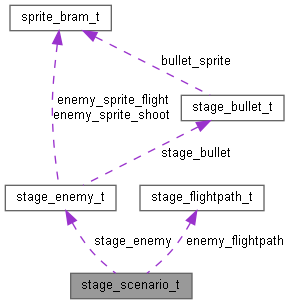 sprite_bram_t
bullet_sprite
enemy_sprite_flight
enemy_sprite_shoot
stage_bullet_t
stage_bullet
stage_enemy_t
stage_flightpath_t
stage_enemy
enemy_flightpath
stage_scenario_t